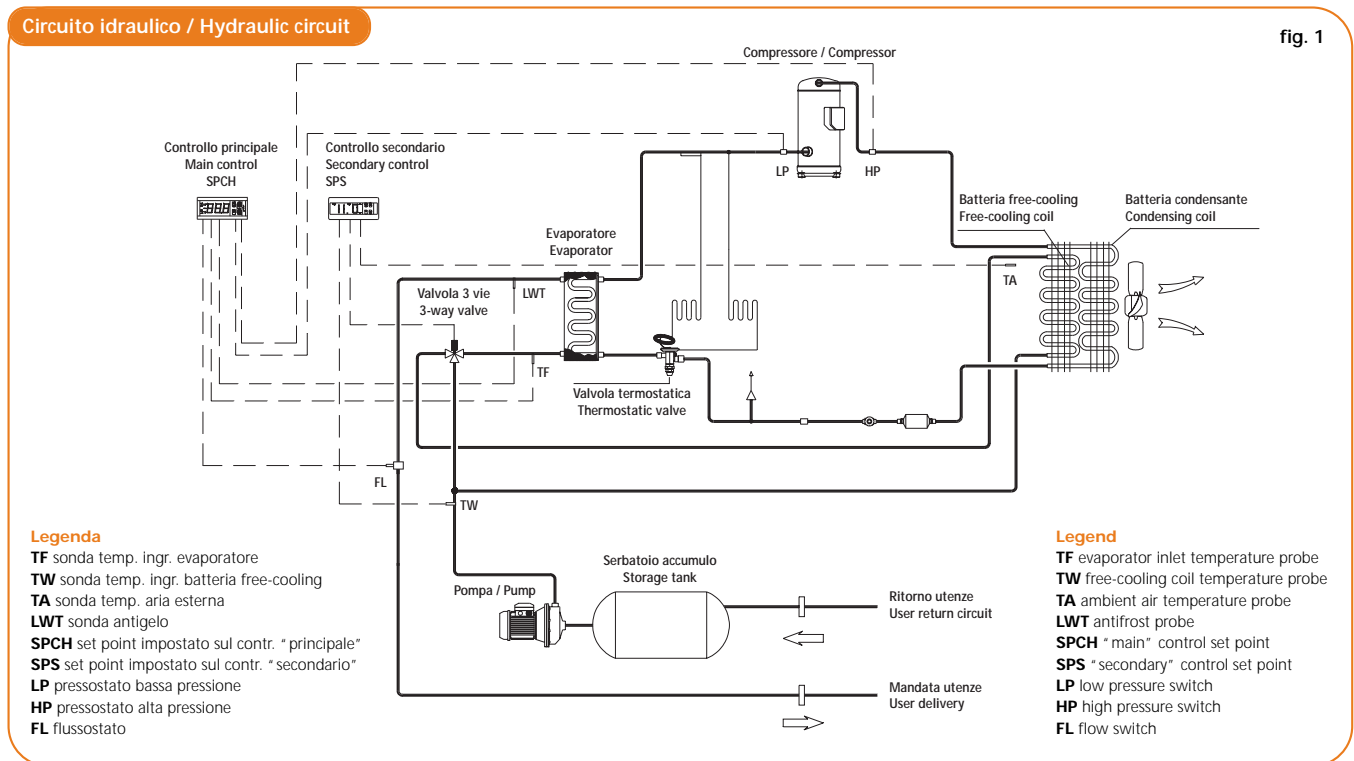 Circuito idraulico / Hydraulic circuit
fig. 1
Compressore / Compressor
Controllo principale
Main control
SPCH
Controllo secondario
Secondary control
SPS
LP
HP
Batteria free-cooling
Free-cooling coil
Batteria condensante
Condensing coil
Evaporatore
Evaporator
TA
Valvola 3 vie
3-way valve
LWT
TF
Valvola termostatica
Thermostatic valve
FL
TW
Legenda
TF sonda temp. ingr. evaporatore
TW sonda temp. ingr. batteria free-cooling
TA sonda temp. aria esterna
LWT sonda antigelo
SPCH set point impostato sul contr. "principale"
SPS set point impostato sul contr. "secondario"
LP pressostato bassa pressione
HP pressostato alta pressione
FL flussostato
Pompa / Pump
Serbatoio accumulo
Storage tank
Ritorno utenze
User return circuit
Mandata utenze
User delivery
Legend
TF evaporator inlet temperature probe
TW free-cooling coil temperature probe
TA ambient air temperature probe
LWT antifrost probe
SPCH "main" control set point
SPS "secondary" control set point
LP low pressure switch
HP high pressure switch
FL flow switch